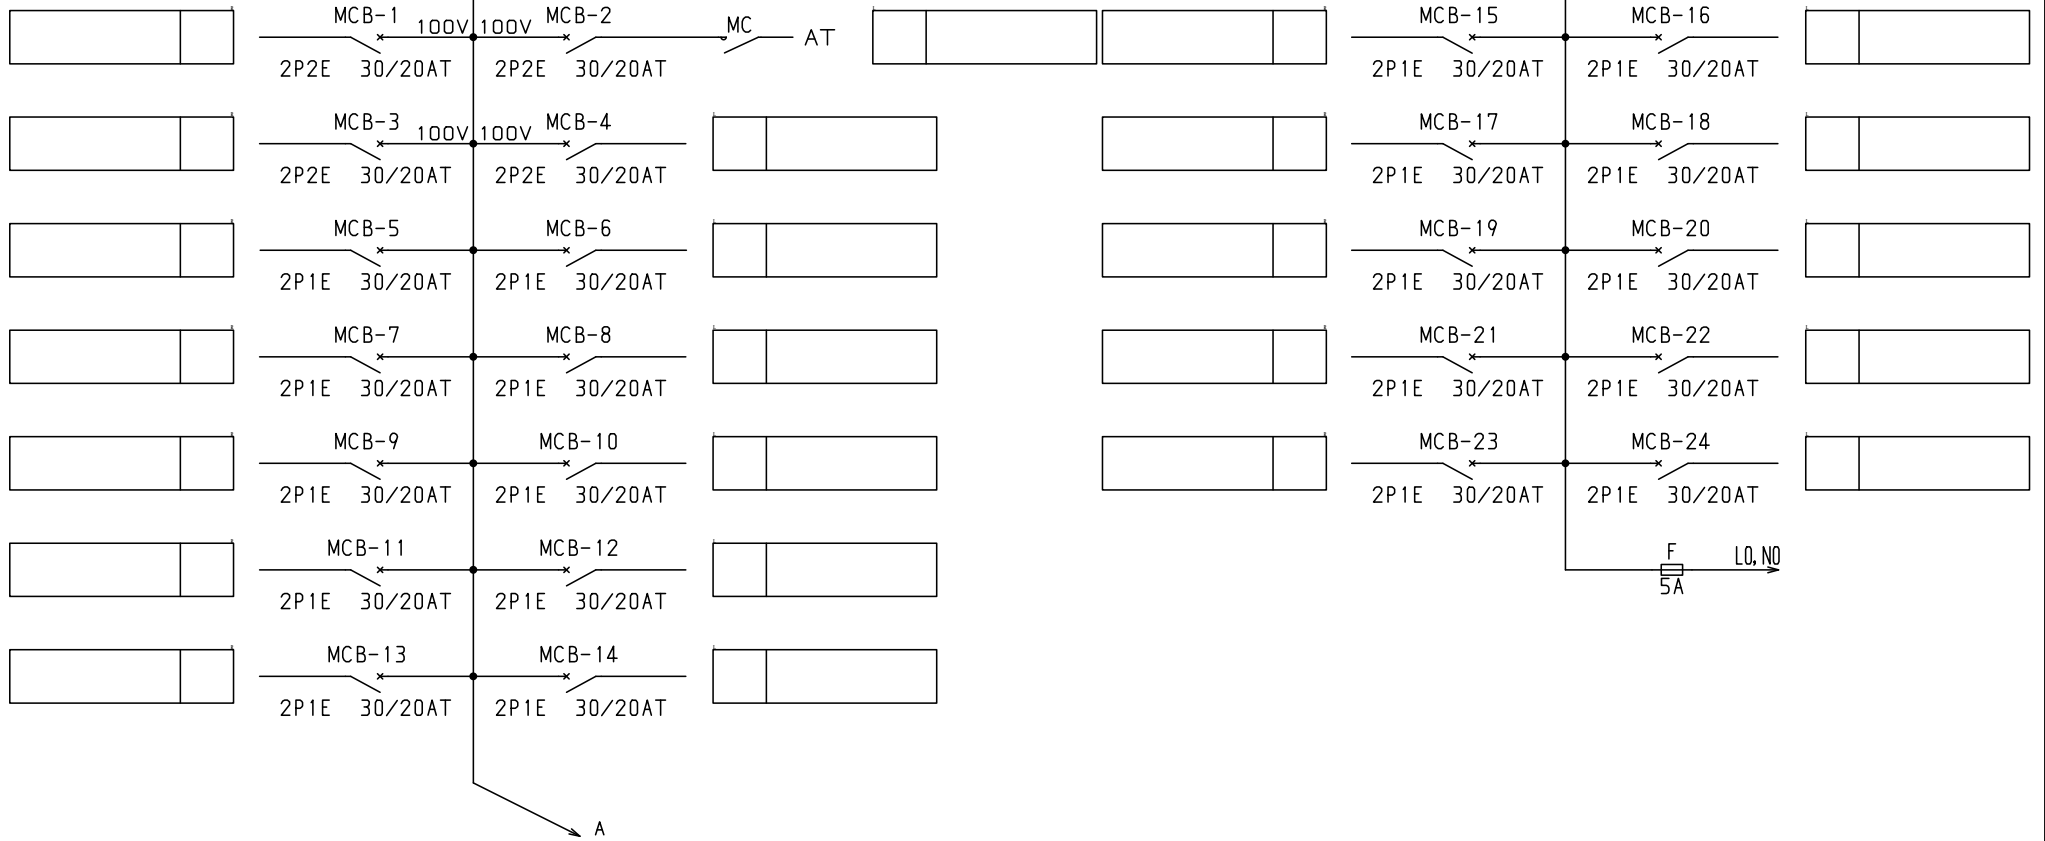 MCB-1 100V 100V MCB-2 MC AT
2P2E 30/20AT 2P2E 30/20AT
MCB-3 100V 100V MCB-4
2P2E 30/20AT 2P2E 30/20AT
MCB-5 MCB-6
2P1E 30/20AT 2P1E 30/20AT
MCB-7 MCB-8
2P1E 30/20AT 2P1E 30/20AT
MCB-9 MCB-10
2P1E 30/20AT 2P1E 30/20AT
MCB-11 MCB-12
2P1E 30/20AT 2P1E 30/20AT
MCB-13 MCB-14
2P1E 30/20AT 2P1E 30/20AT
A
MCB-15 MCB-16
2P1E 30/20AT 2P1E 30/20AT
MCB-17 MCB-18
2P1E 30/20AT 2P1E 30/20AT
MCB-19 MCB-20
2P1E 30/20AT 2P1E 30/20AT
MCB-21 MCB-22
2P1E 30/20AT 2P1E 30/20AT
MCB-23 MCB-24
2P1E 30/20AT 2P1E 30/20AT
F L0,N0
5A